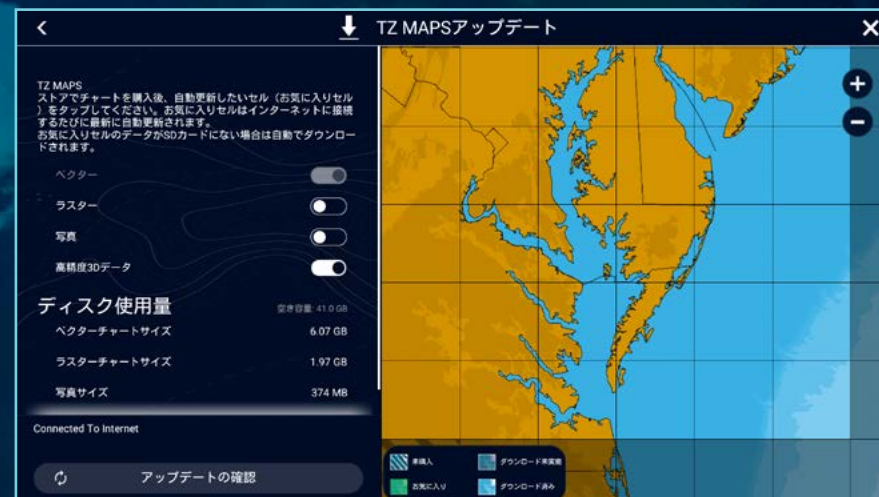 TZ MAPSアップデート
TZ MAPS
ストアでチャートを購入後、自動更新したいセル（お気に入りセル
）をタップしてください。お気に入りセルはインターネットに接続
するたびに最新に自動更新されます。
お気に入りセルのデータがSDカードにない場合は自動でダウンロー
ドされます。
ベクター
ラスター
写真
高精度3Dデータ
ディスク使用量
空き容量: 41.0 GB
ベクターチャートサイズ
6.07 GB
ラスターチャートサイズ
1.97 GB
写真サイズ
374 MB
Connected To Internet
アップデートの確認
未購入
ダウンロード未実施
お気に入り
ダウンロード済み